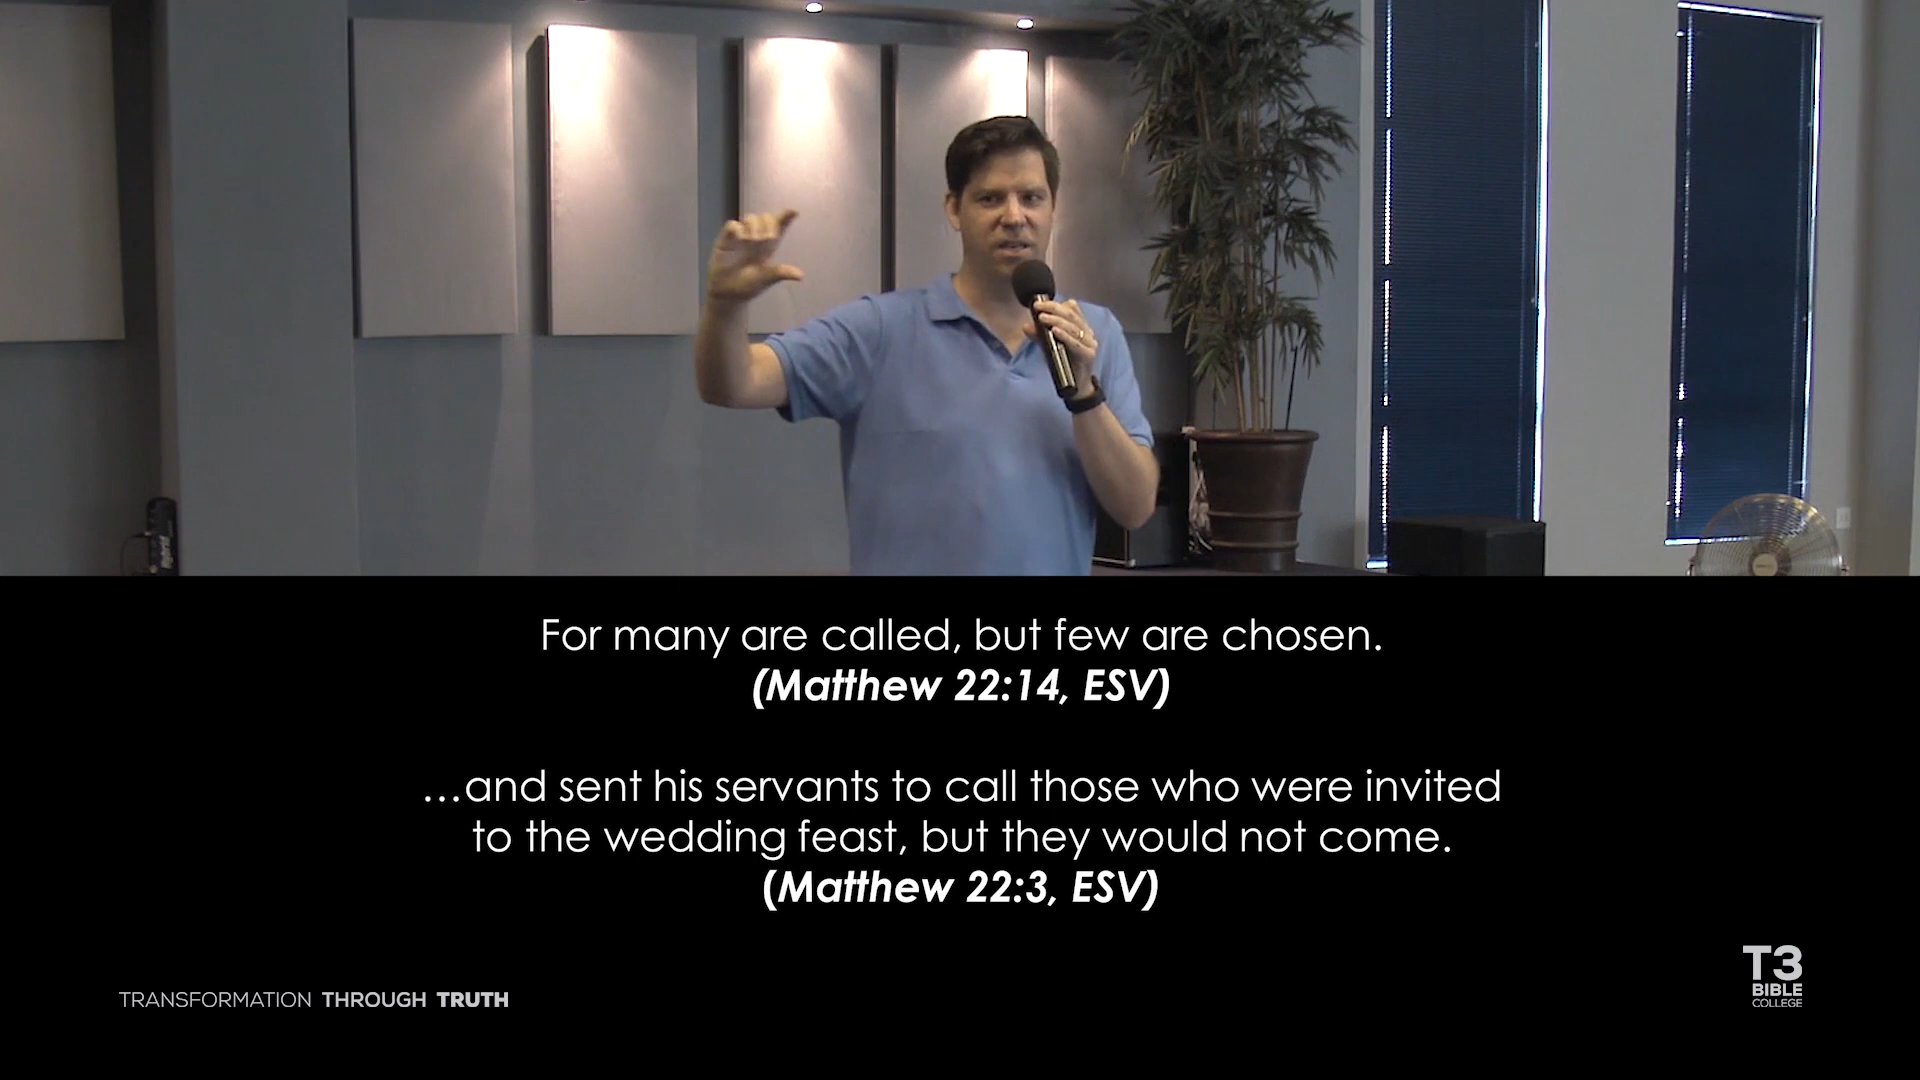 For many are called, but few are chosen.
(Matthew 22:14, ESV)
…and sent his servants to call those who were invited
to the wedding feast, but they would not come.
(Matthew 22:3, ESV)
TRANSFORMATION THROUGH TRUTH
T3
BIBLE
COLLEGE